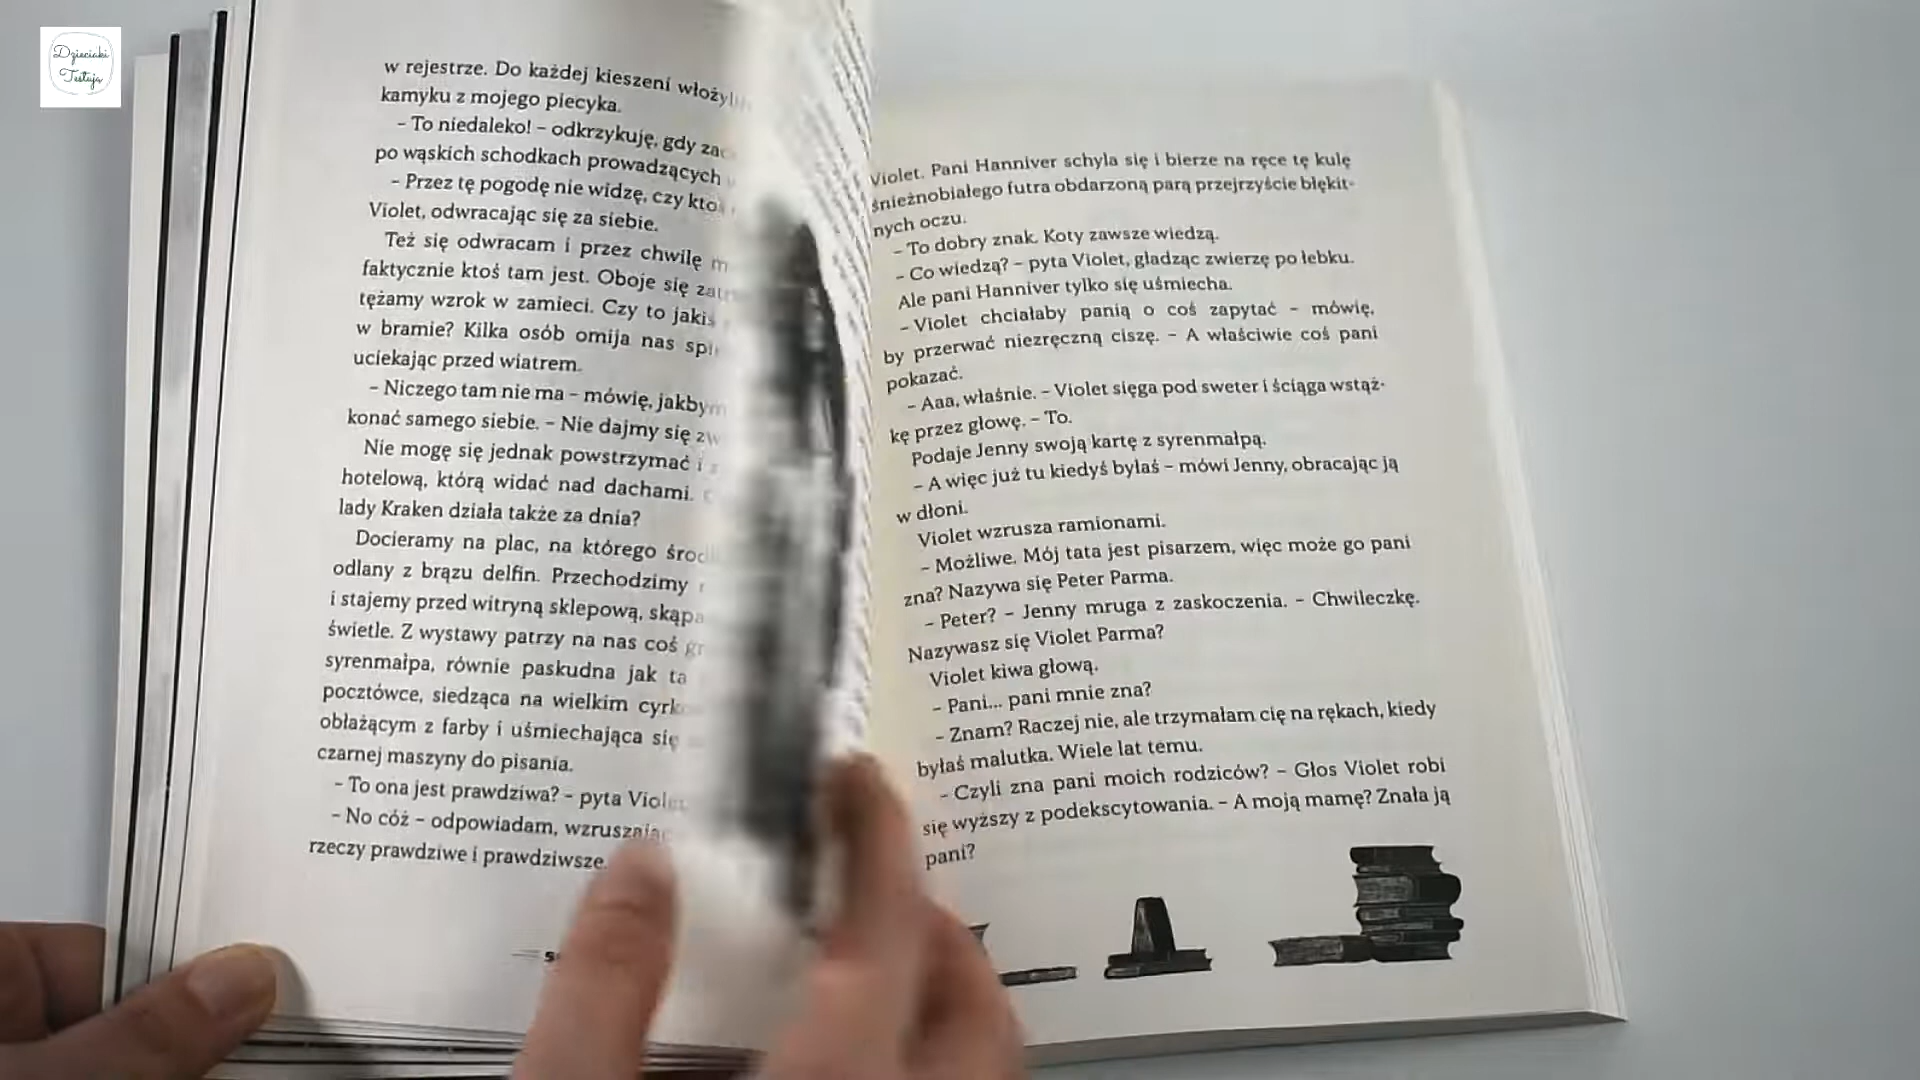 Dzieciaki
Testują
w rejestrze. Do każdej kieszeni
kamyku z mojego piecyka.
– To niedaleko! – odkrzykuję, gdy
po wąskich schodkach prowadzących
– Przez tę pogodę nie widzę, czy ktoś
Violet, odwracając się za siebie.
Też się odwracam i przez chwilę
faktycznie ktoś tam jest. Oboje się
tężamy wzrok w zamieci. Czy to jakiś
w bramie? Kilka osób omija nas
uciekając przed wiatrem.
– Niczego tam nie ma – mówię,
konać samego siebie. – Nie dajmy się
Nie mogę się jednak powstrzymać i
hotelową, którą widać nad dachami.
lady Kraken działa także za dnia?
Docieramy na plac, na którego
odlany z brązu delfin. Przechodzimy
i stajemy przed witryną sklepową,
świetle. Z wystawy patrzy na nas coś
syrenmałpa, równie paskudna jak ta
pocztówce, siedząca na wielkim
obłażącym z farby i uśmiechająca się
czarnej maszyny do pisania.
– To ona jest prawdziwa? – pyta
– No cóż – odpowiadam, wzruszając
rzeczy prawdziwe i prawdziwsze.
Violet. Pani Hanniver schyla się i bierze na ręce tę kulę
śnieżnobiałego futra obdarzoną parą przejrzyście błękit-
nych oczu.
– To dobry znak. Koty zawsze wiedzą.
– Co wiedzą? – pyta Violet, gładząc zwierzę po łebku.
Ale pani Hanniver tylko się uśmiecha.
– Violet chciałaby panią o coś zapytać – mówię,
by przerwać niezręczną ciszę. – A właściwie coś pani
pokazać.
– Aaa, właśnie. – Violet sięga pod sweter i ściąga wstąż-
kę przez głowę. – To.
Podaje Jenny swoją kartę z syrenmałpą.
– A więc już tu kiedyś byłaś – mówi Jenny, obracając ją
w dłoni.
Violet wzrusza ramionami.
– Możliwe. Mój tata jest pisarzem, więc może go pani
zna? Nazywa się Peter Parma.
– Peter? – Jenny mruga z zaskoczenia. – Chwileczkę.
Nazywasz się Violet Parma?
Violet kiwa głową.
– Pani... pani mnie zna?
– Znam? Raczej nie, ale trzymałam cię na rękach, kiedy
byłaś malutka. Wiele lat temu.
– Czyli zna pani moich rodziców? – Głos Violet robi
się wyższy z podekscytowania. – A moją mamę? Znała ją
pani?